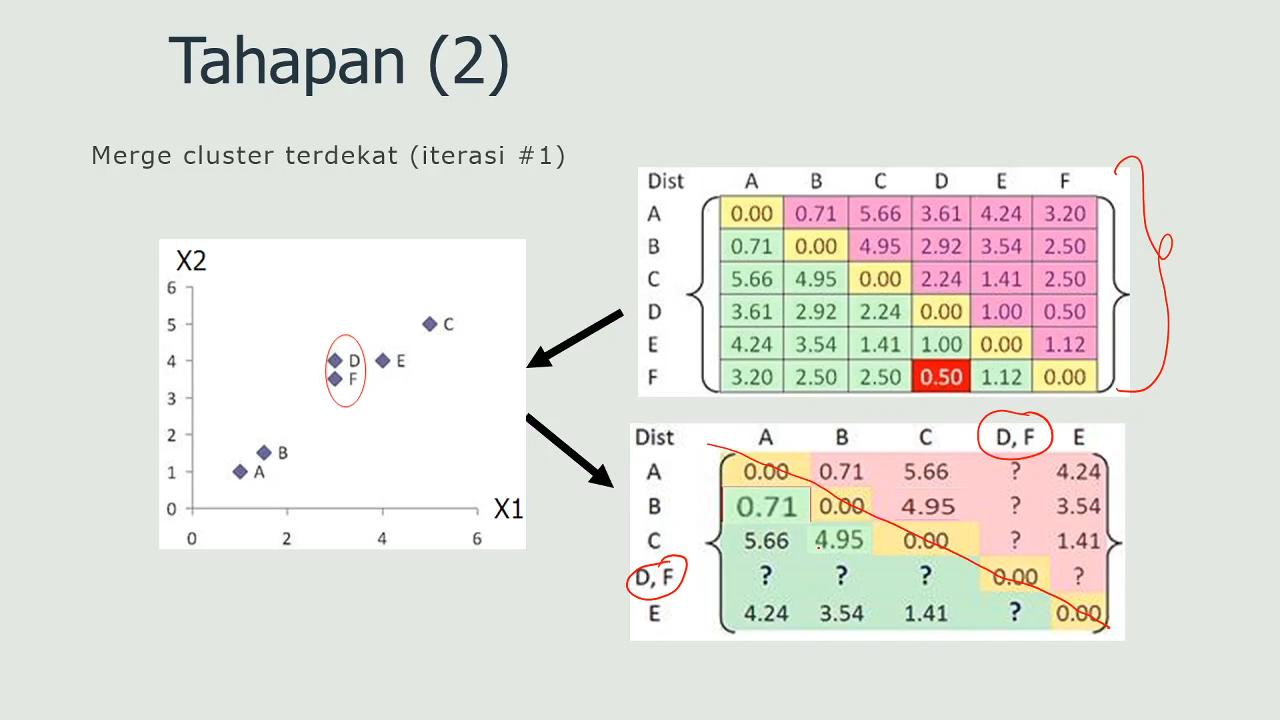 Tahapan (2)
Merge cluster terdekat (iterasi #1)
X2
6
5
4
3
2
1
0
0 2 4 6
X1
A
B
C
D
E
F
Dist A B C D E F
A 0.00 0.71 5.66 3.61 4.24 3.20
B 0.71 0.00 4.95 2.92 3.54 2.50
C 5.66 4.95 0.00 2.24 1.41 2.50
D 3.61 2.92 2.24 0.00 1.00 0.50
E 4.24 3.54 1.41 1.00 0.00 1.12
F 3.20 2.50 2.50 0.50 1.12 0.00
Dist A B C D, F E
A 0.00 0.71 5.66 ? 4.24
B 0.71 0.00 4.95 ? 3.54
C 5.66 4.95 0.00 ? 1.41
D, F ? ? ? 0.00 ?
E 4.24 3.54 1.41 ? 0.00